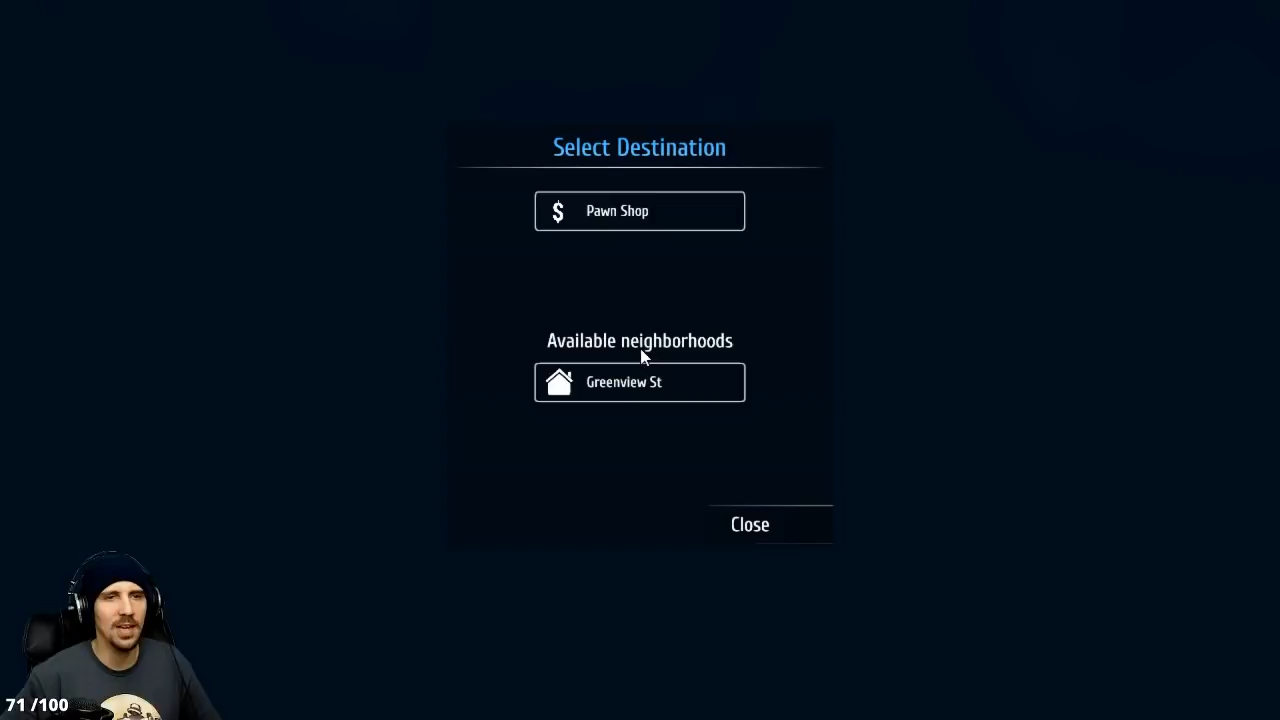 Select Destination
$ Pawn Shop
Available neighborhoods
Greenview St
Close
71 /100